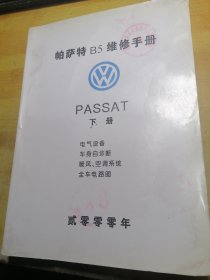 帕萨特 B5 维修手册
PASSAT
下册
电气设备
车身自诊断
暖风、空调系统
全车电路图
贰零零零年